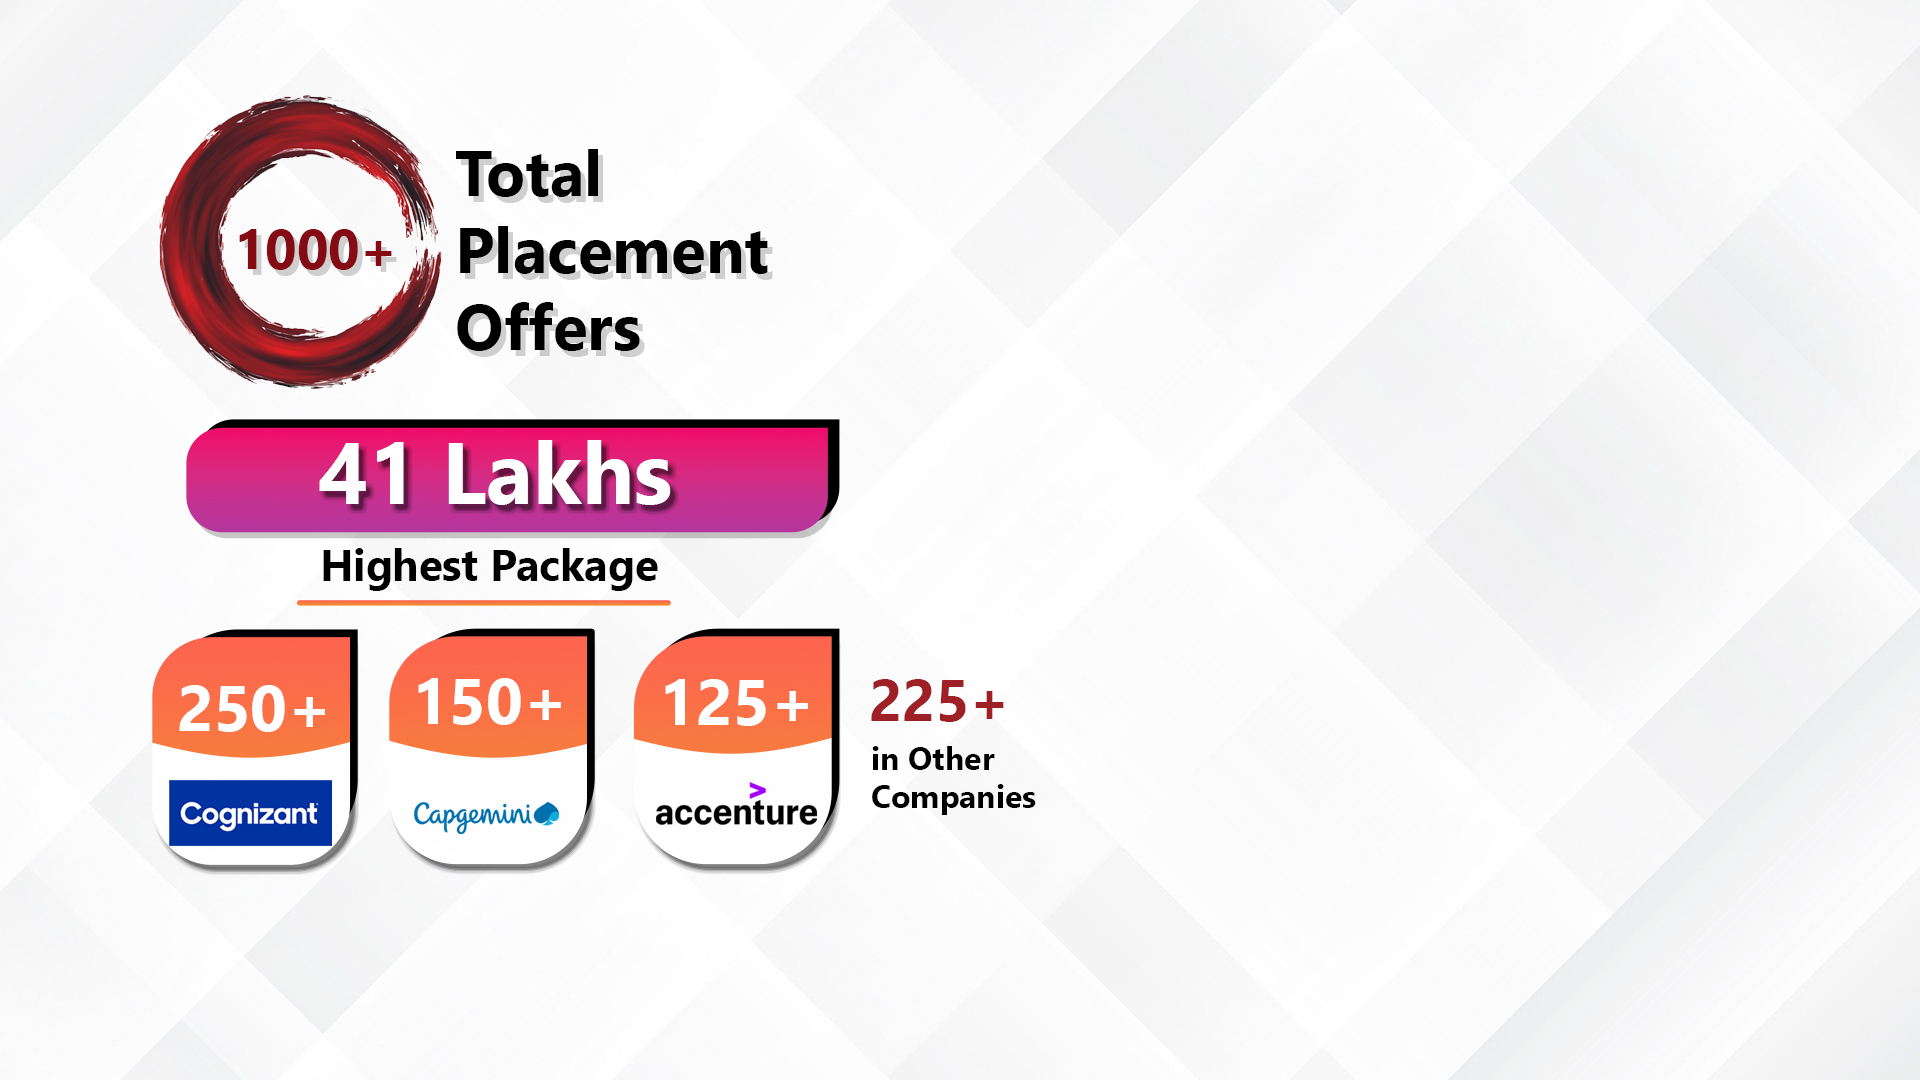 1000+
Total
Placement
Offers
41 Lakhs
Highest Package
250+
Cognizant
150+
Capgemini
125+
>
accenture
225+
in Other
Companies